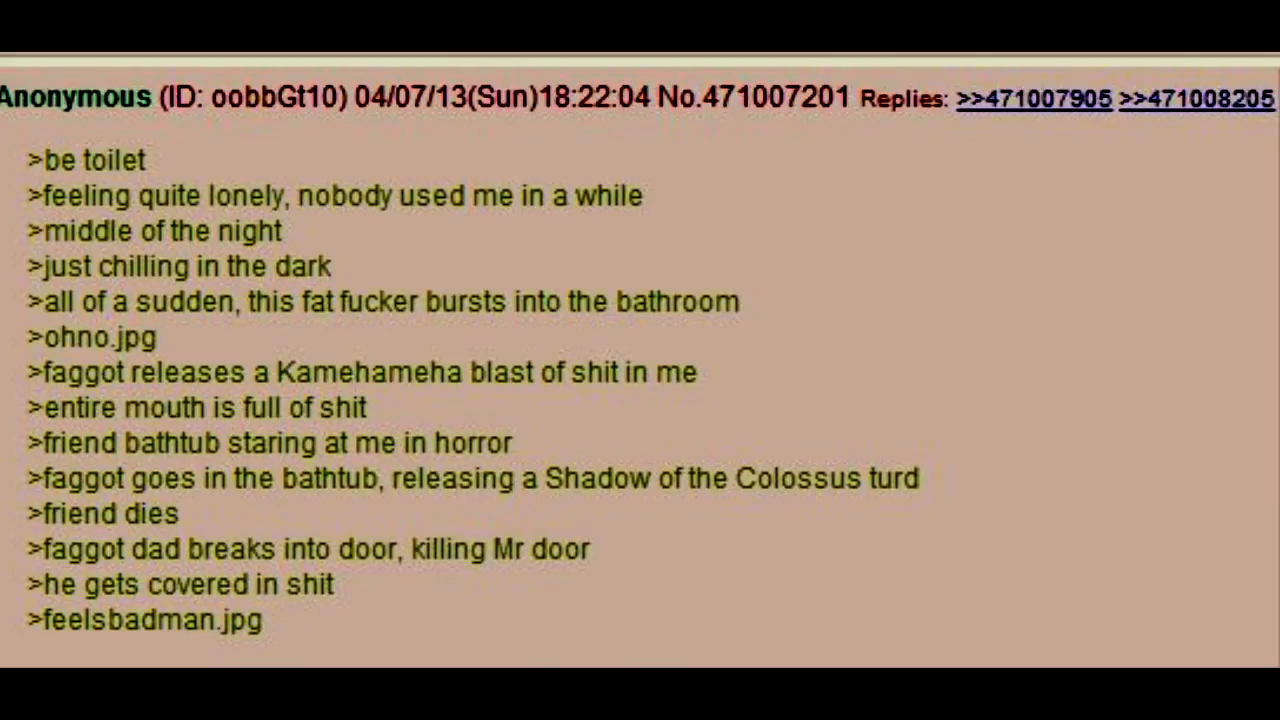 Anonymous (ID: oobbGt10) 04/07/13(Sun)18:22:04 No.471007201 Replies: >>471007905 >>471008205
>be toilet
>feeling quite lonely, nobody used me in a while
>middle of the night
>just chilling in the dark
>all of a sudden, this fat fucker bursts into the bathroom
>ohno.jpg
>faggot releases a Kamehameha blast of shit in me
>entire mouth is full of shit
>friend bathtub staring at me in horror
>faggot goes in the bathtub, releasing a Shadow of the Colossus turd
>friend dies
>faggot dad breaks into door, killing Mr door
>he gets covered in shit
>feelsbadman.jpg